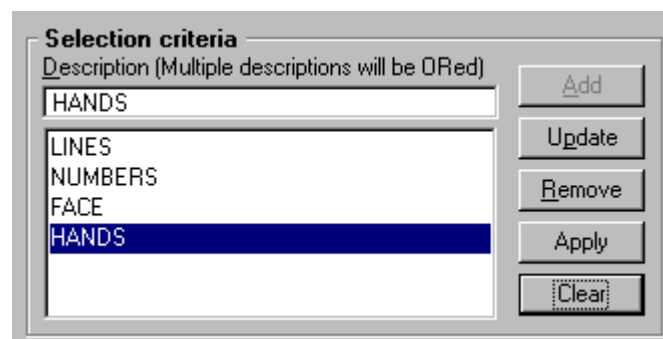 Selection criteria
Description (Multiple descriptions will be ORed)
HANDS
Add
LINES
NUMBERS
FACE
HANDS
Update
Remove
Apply
Clear